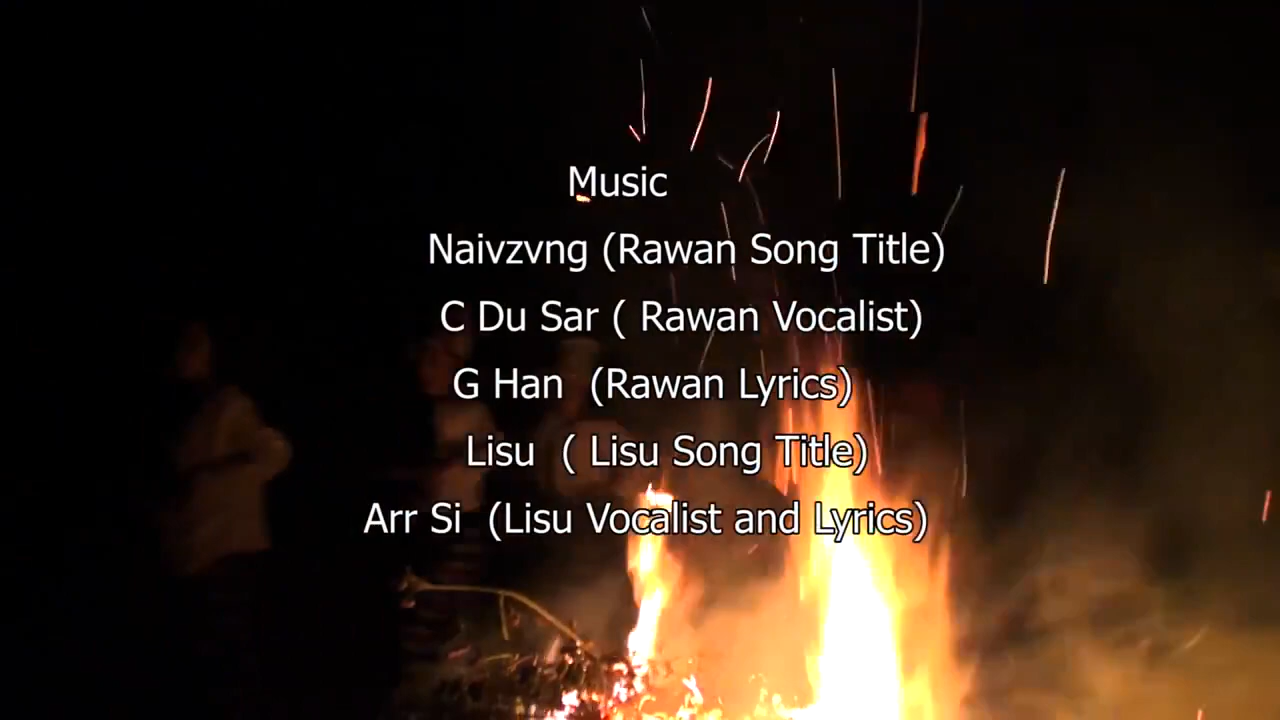 Music
Naivzvng (Rawan Song Title)
C Du Sar ( Rawan Vocalist)
G Han  (Rawan Lyrics)
Lisu  ( Lisu Song Title)
Arr Si  (Lisu Vocalist and Lyrics)